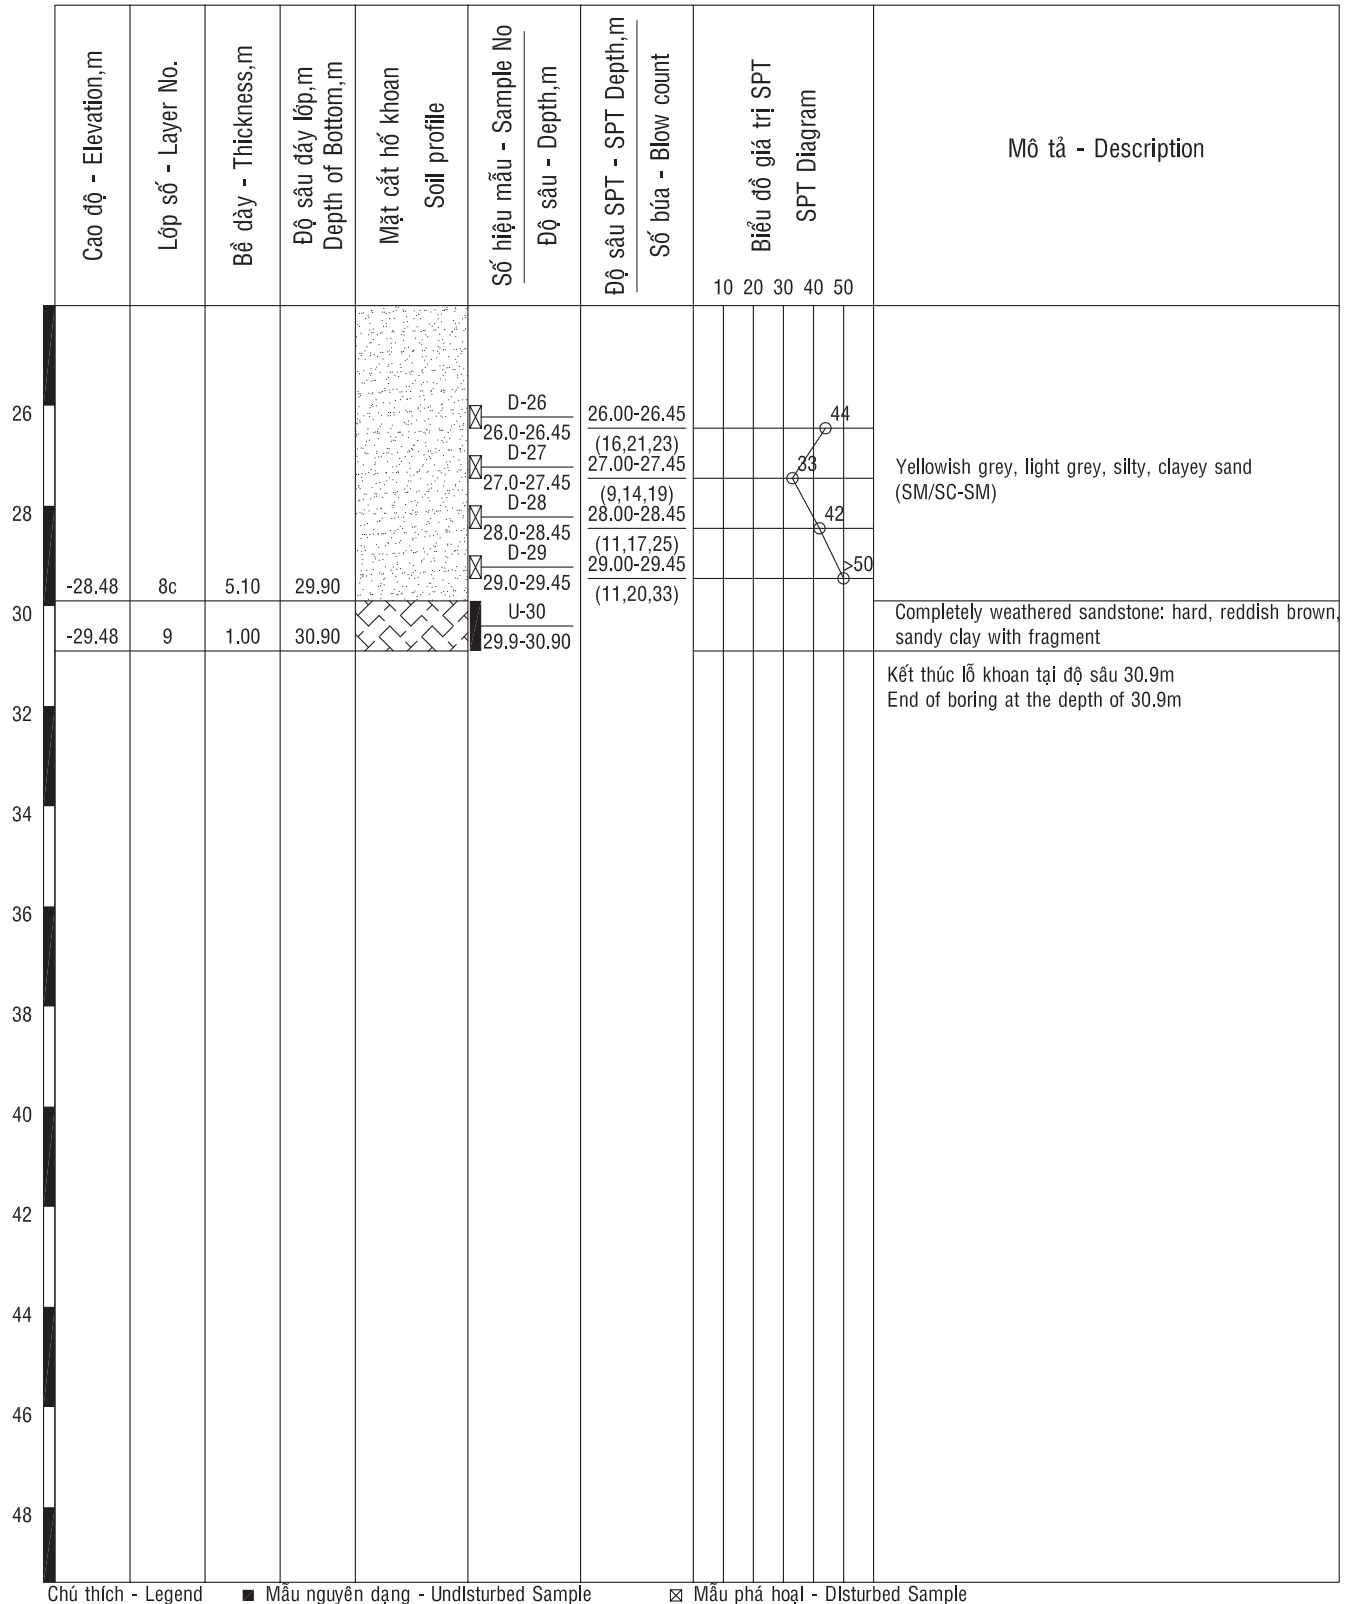 Cao độ - Elevation,m
Lớp số - Layer No.
Bề dày - Thickness,m
Độ sâu đáy lớp,m
Depth of Bottom,m
Mặt cắt hố khoan
Soil profile
Số hiệu mẫu - Sample No
Độ sâu - Depth,m
Độ sâu SPT - SPT Depth,m
Số búa - Blow count
Biểu đồ giá trị SPT
SPT Diagram
10 20 30 40 50
Mô tả - Description
26
D-26
26.0-26.45
26.00-26.45
(16,21,23)
44
D-27
27.0-27.45
27.00-27.45
(9,14,19)
33
Yellowish grey, light grey, silty, clayey sand
(SM/SC-SM)
28
D-28
28.0-28.45
28.00-28.45
(11,17,25)
42
D-29
29.0-29.45
29.00-29.45
(11,20,33)
>50
-28.48 8c 5.10 29.90
30
U-30
29.9-30.90
-29.48 9 1.00 30.90
Completely weathered sandstone: hard, reddish brown,
sandy clay with fragment
Kết thúc lỗ khoan tại độ sâu 30.9m
End of boring at the depth of 30.9m
32
34
36
38
40
42
44
46
48
Chú thích - Legend
Mẫu nguyên dạng - Undisturbed Sample
Mẫu phá hoại - Disturbed Sample